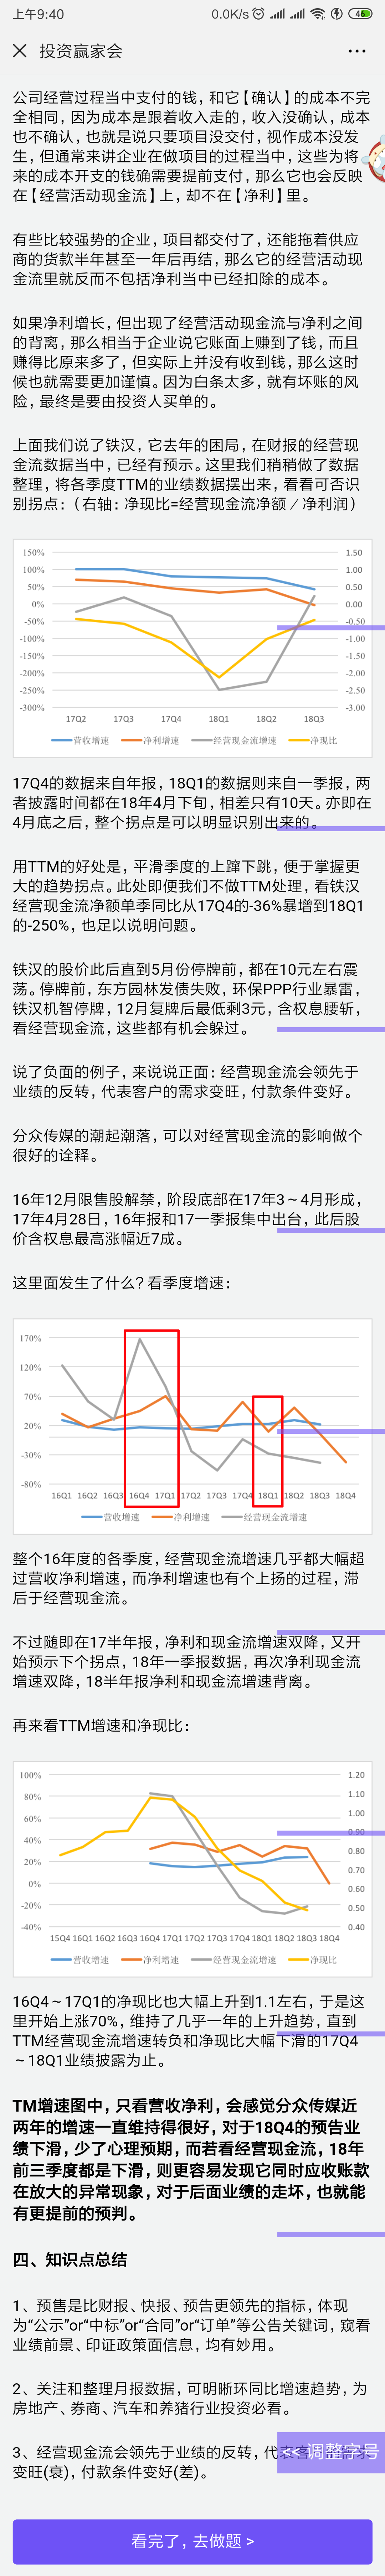 上午9:40
0.0K/s
46
投资赢家会
公司经营过程当中支付的钱，和它【确认】的成本不完
全相同，因为成本是跟着收入走的，收入没确认，成本
也不确认，也就是说只要项目没交付，视作成本没发
生，但通常来讲企业在做项目的过程当中，这些为将
来的成本开支的钱确需要提前支付，那么它也会反映
在【经营活动现金流】上，却不在【净利】里。
有些比较强势的企业，项目都交付了，还能拖着供应
商的货款半年甚至一年后再结，那么它的经营活动现
金流里就反而不包括净利当中已经扣除的成本。
如果净利增长，但出现了经营活动现金流与净利之间
的背离，那么相当于企业说它账面上赚到了钱，而且
赚得比原来多了，但实际上并没有收到钱，那么这时
候也就需要更加谨慎。因为白条太多，就有坏账的风
险，最终是要由投资人买单的。
上面我们说了铁汉，它去年的困局，在财报的经营现
金流数据当中，已经有预示。这里我们稍稍做了数据
整理，将各季度TTM的业绩数据摆出来，看看可否识
别拐点：（右轴：净现比=经营现金流净额／净利润）
150% 1.50
100% 1.00
50% 0.50
0% 0.00
-50% -0.50
-100% -1.00
-150% -1.50
-200% -2.00
-250% -2.50
-300% -3.00
17Q2 17Q3 17Q4 18Q1 18Q2 18Q3
营收增速 净利增速 经营现金流增速 净现比
17Q4的数据来自年报，18Q1的数据则来自一季报，两
者披露时间都在18年4月下旬，相差只有10天。亦即在
4月底之后，整个拐点是可以明显识别出来的。
用TTM的好处是，平滑季度的上蹿下跳，便于掌握更
大的趋势拐点。此处即便我们不做TTM处理，看铁汉
经营现金流净额单季同比从17Q4的-36%暴增到18Q1
的-250%，也足以说明问题。
铁汉的股价此后直到5月份停牌前，都在10元左右震
荡。停牌前，东方园林发债失败，环保PPP行业暴雷，
铁汉机智停牌，12月复牌后最低剩3元，含权息腰斩，
看经营现金流，这些都有机会躲过。
说了负面的例子，来说说正面：经营现金流会领先于
业绩的反转，代表客户的需求变旺，付款条件变好。
分众传媒的潮起潮落，可以对经营现金流的影响做个
很好的诠释。
16年12月限售股解禁，阶段底部在17年3～4月形成，
17年4月28日，16年报和17一季报集中出台，此后股
价含权息最高涨幅近7成。
这里面发生了什么？看季度增速：
170%
120%
70%
20%
-30%
-80%
16Q1 16Q2 16Q3 16Q4 17Q1 17Q2 17Q3 17Q4 18Q1 18Q2 18Q3 18Q4
营收增速 净利增速 经营现金流增速
整个16年度的各季度，经营现金流增速几乎都大幅超
过营收净利增速，而净利增速也有个上扬的过程，滞
后于经营现金流。
不过随即在17半年报，净利和现金流增速双降，又开
始预示下个拐点，18年一季报数据，再次净利现金流
增速双降，18半年报净利和现金流增速背离。
再来看TTM增速和净现比：
100% 1.20
80% 1.10
60% 1.00
40% 0.90
20% 0.80
0% 0.70
-20% 0.60
-40% 0.50
0.40
15Q4 16Q1 16Q2 16Q3 16Q4 17Q1 17Q2 17Q3 17Q4 18Q1 18Q2 18Q3 18Q4
营收增速 净利增速 经营现金流增速 净现比
16Q4～17Q1的净现比也大幅上升到1.1左右，于是这
里开始上涨70%，维持了几乎一年的上升趋势，直到
TTM经营现金流增速转负和净现比大幅下滑的17Q4
～18Q1业绩披露为止。
TM增速图中，只看营收净利，会感觉分众传媒近
两年的增速一直维持得很好，对于18Q4的预告业
绩下滑，少了心理预期，而若看经营现金流，18年
前三季度都是下滑，则更容易发现它同时应收账款
在放大的异常现象，对于后面业绩的走坏，也就能
有更提前的预判。
四、知识点总结
1、预售是比财报、快报、预告更领先的指标，体现
为“公示”or“中标”or“合同”or“订单”等公告关键词，窥看
业绩前景、印证政策面信息，均有妙用。
2、关注和整理月报数据，可明晰环同比增速趋势，为
房地产、券商、汽车和养猪行业投资必看。
3、经营现金流会领先于业绩的反转，代
<< 调整字号
变旺(衰)，付款条件变好(差)。
看完了，去做题 >